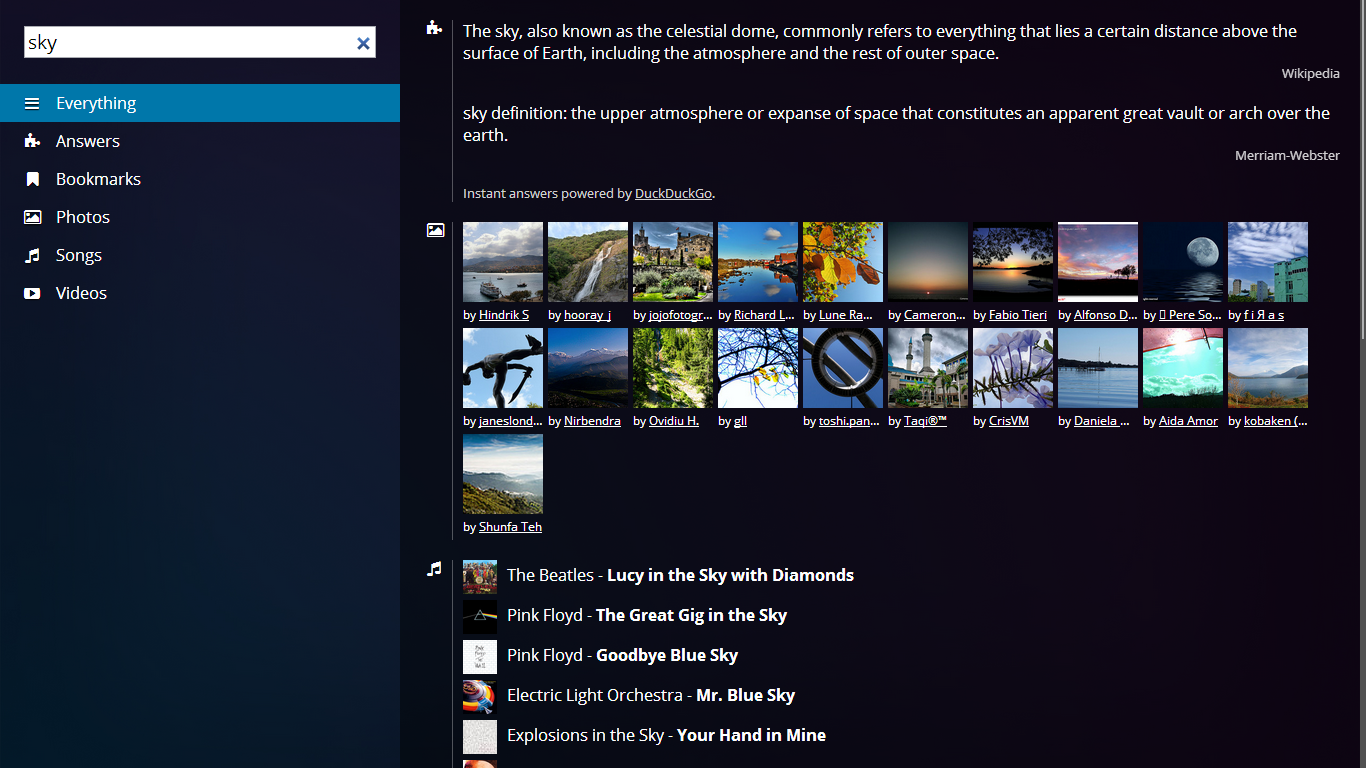 sky
Everything
Answers
Bookmarks
Photos
Songs
Videos
The sky, also known as the celestial dome, commonly refers to everything that lies a certain distance above the
surface of Earth, including the atmosphere and the rest of outer space.
Wikipedia
sky definition: the upper atmosphere or expanse of space that constitutes an apparent great vault or arch over the
earth.
Merriam-Webster
Instant answers powered by DuckDuckGo.
by Hindrik S by hooray_j by jojofotogr... by Richard L... by Lune Ra... by Cameron... by Fabio Tieri by Alfonso D... by Pere So... by f i Я a s
by janeslond... by Nirbendra by Ovidiu H. by gll by toshi.pan... by Taqi®™ by CrisVM by Daniela ... by Aida Amor by kobaken (...
by Shunfa Teh
The Beatles - Lucy in the Sky with Diamonds
Pink Floyd - The Great Gig in the Sky
Pink Floyd - Goodbye Blue Sky
Electric Light Orchestra - Mr. Blue Sky
Explosions in the Sky - Your Hand in Mine